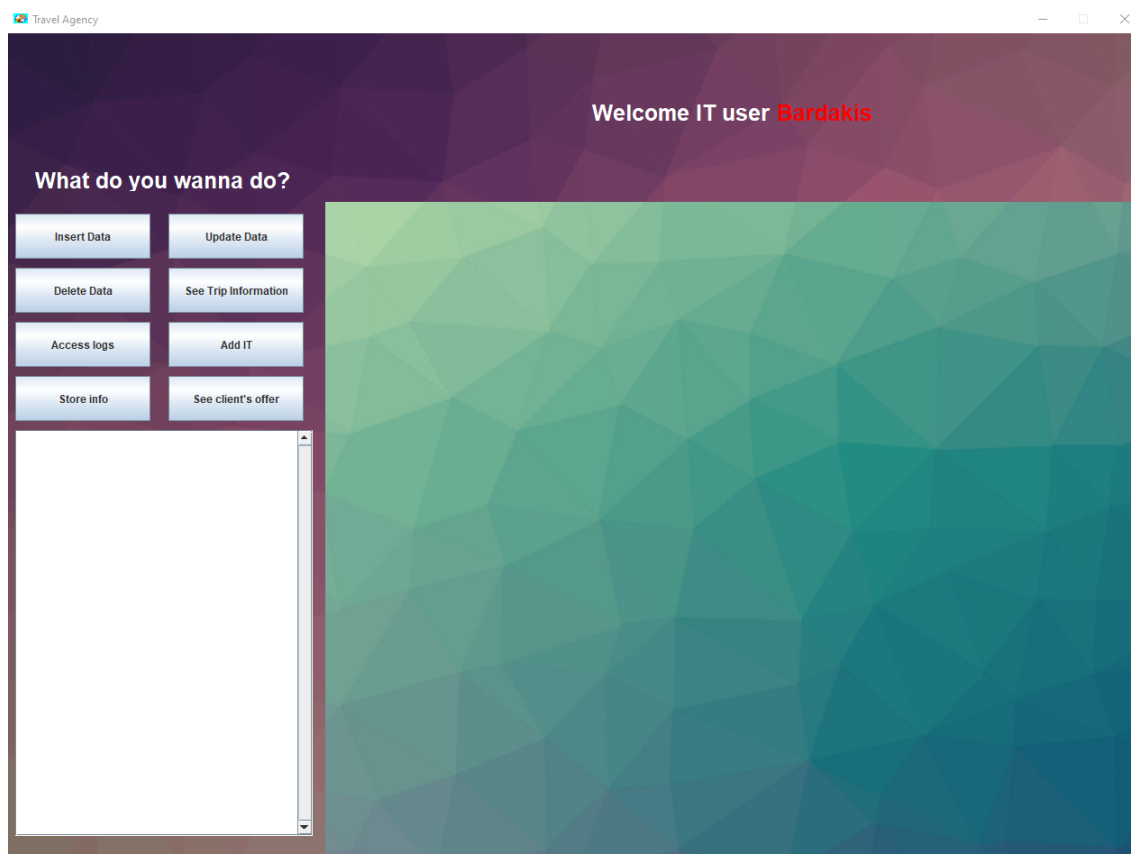 Travel Agency
Welcome IT user Bardakis
What do you wanna do?
Insert Data
Update Data
Delete Data
See Trip Information
Access logs
Add IT
Store info
See client's offer